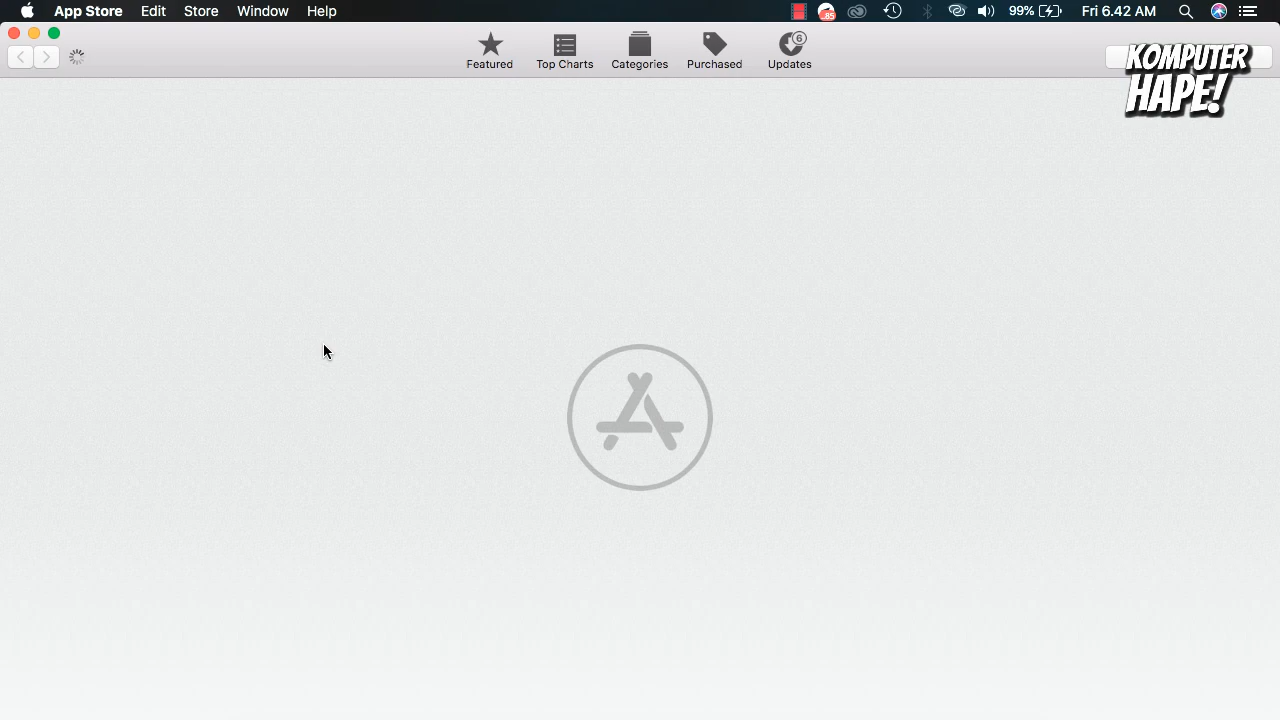 App Store Edit Store Window Help 85 99% Fri 6.42 AM
Featured Top Charts Categories Purchased Updates 6
KOMPUTER
HAPE!